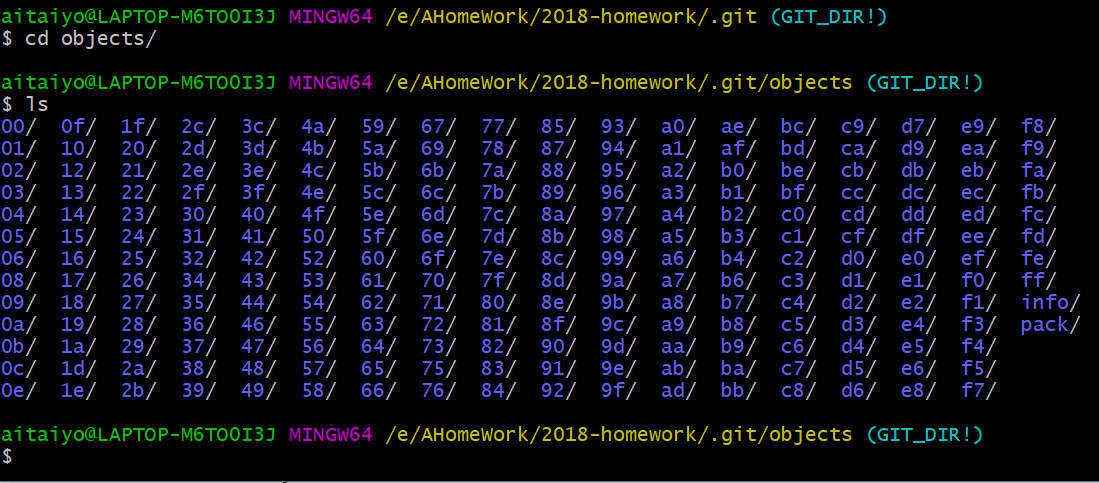 aitaiyo@LAPTOP-M6TOOI3J MINGW64 /e/AHomeWork/2018-homework/.git (GIT_DIR!)
$ cd objects/
aitaiyo@LAPTOP-M6TOOI3J MINGW64 /e/AHomeWork/2018-homework/.git/objects (GIT_DIR!)
$ ls
00/ 0f/ 1f/ 2c/ 3c/ 4a/ 59/ 67/ 77/ 85/ 93/ a0/ ae/ bc/ c9/ d7/ e9/ f8/
01/ 10/ 20/ 2d/ 3d/ 4b/ 5a/ 69/ 78/ 87/ 94/ a1/ af/ bd/ ca/ d9/ ea/ f9/
02/ 12/ 21/ 2e/ 3e/ 4c/ 5b/ 6b/ 7a/ 88/ 95/ a2/ b0/ be/ cb/ db/ eb/ fa/
03/ 13/ 22/ 2f/ 3f/ 4e/ 5c/ 6c/ 7b/ 89/ 96/ a3/ b1/ bf/ cc/ dc/ ec/ fb/
04/ 14/ 23/ 30/ 40/ 4f/ 5e/ 6d/ 7c/ 8a/ 97/ a4/ b2/ c0/ cd/ dd/ ed/ fc/
05/ 15/ 24/ 31/ 41/ 50/ 5f/ 6e/ 7d/ 8b/ 98/ a5/ b3/ c1/ cf/ df/ ee/ fd/
06/ 16/ 25/ 32/ 42/ 52/ 60/ 6f/ 7e/ 8c/ 99/ a6/ b4/ c2/ d0/ e0/ ef/ fe/
08/ 17/ 26/ 34/ 43/ 53/ 61/ 70/ 7f/ 8d/ 9a/ a7/ b6/ c3/ d1/ e1/ f0/ ff/
09/ 18/ 27/ 35/ 44/ 54/ 62/ 71/ 80/ 8e/ 9b/ a8/ b7/ c4/ d2/ e2/ f1/ info/
0a/ 19/ 28/ 36/ 46/ 55/ 63/ 72/ 81/ 8f/ 9c/ a9/ b8/ c5/ d3/ e4/ f3/ pack/
0b/ 1a/ 29/ 37/ 47/ 56/ 64/ 73/ 82/ 90/ 9d/ aa/ b9/ c6/ d4/ e5/ f4/
0c/ 1d/ 2a/ 38/ 48/ 57/ 65/ 75/ 83/ 91/ 9e/ ab/ ba/ c7/ d5/ e6/ f5/
0e/ 1e/ 2b/ 39/ 49/ 58/ 66/ 76/ 84/ 92/ 9f/ ad/ bb/ c8/ d6/ e8/ f7/
aitaiyo@LAPTOP-M6TOOI3J MINGW64 /e/AHomeWork/2018-homework/.git/objects (GIT_DIR!)
$